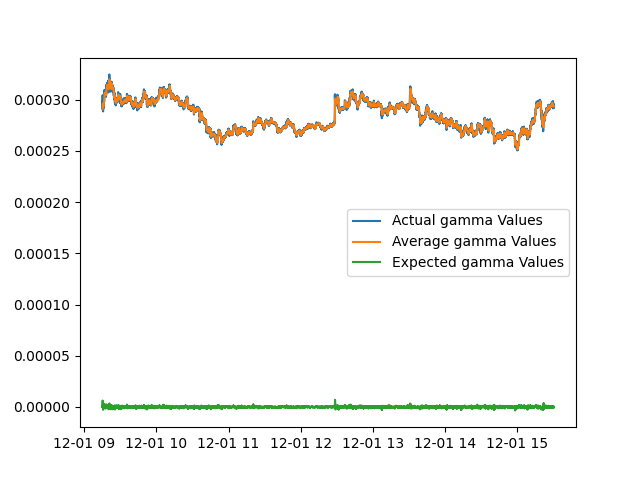 0.00030
0.00025
0.00020
0.00015
0.00010
0.00005
0.00000
Actual gamma Values
Average gamma Values
Expected gamma Values
12-01 09 12-01 10 12-01 11 12-01 12 12-01 13 12-01 14 12-01 15